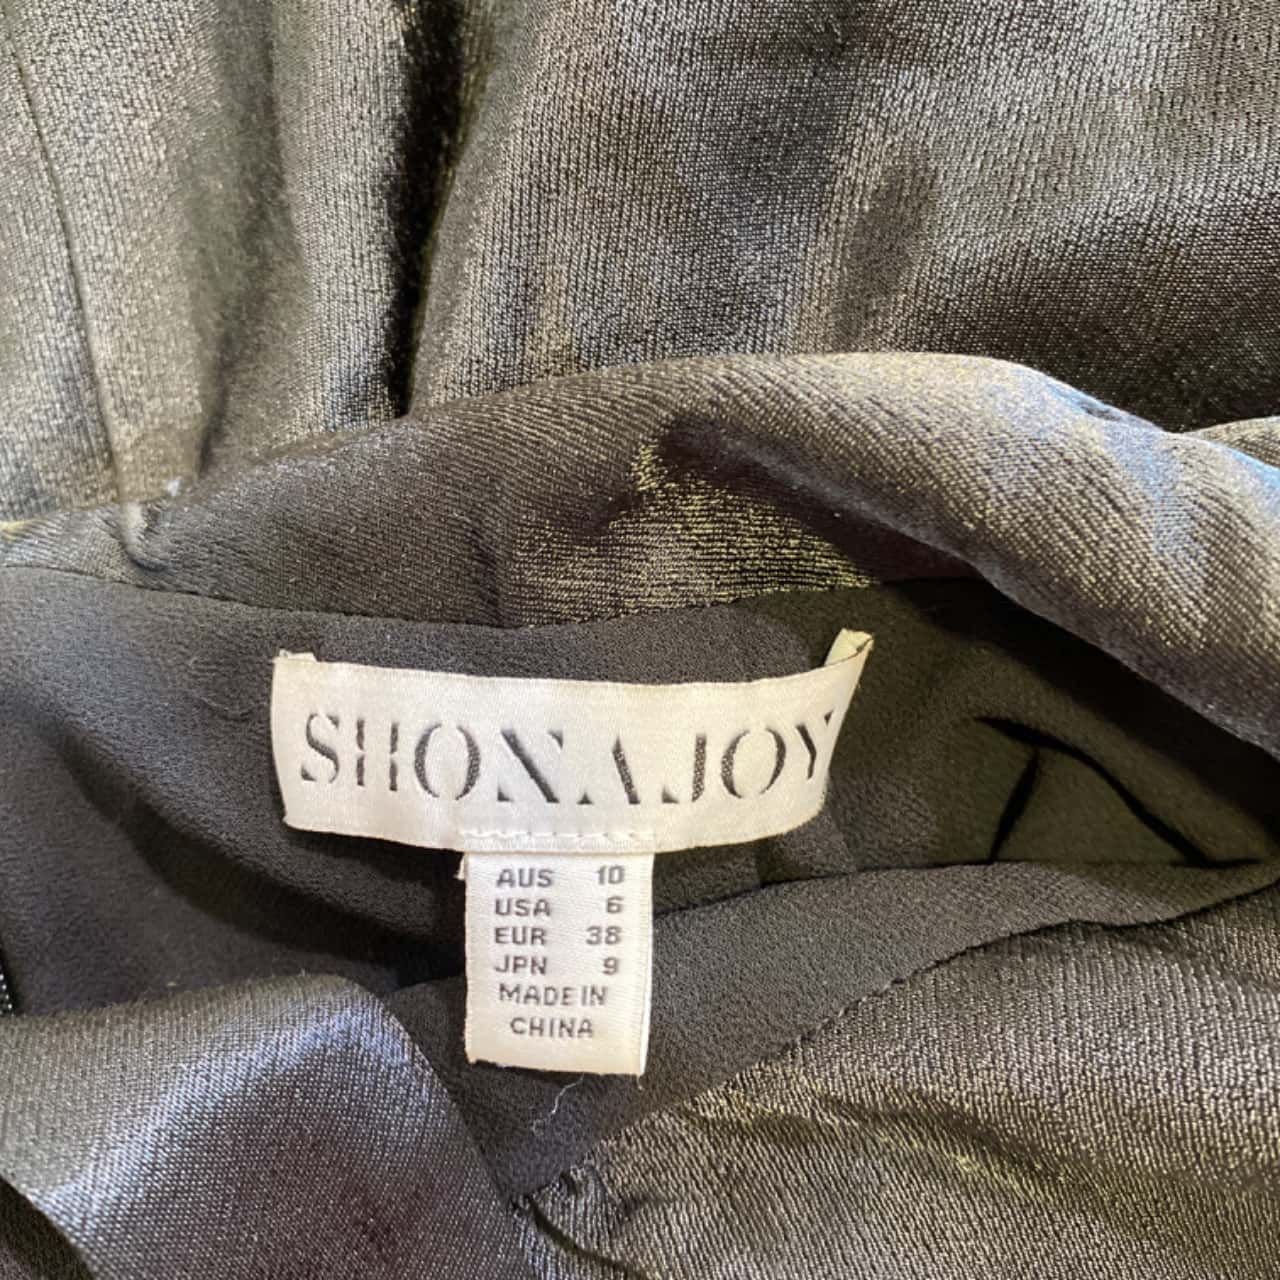 SHONA JOY
AUS 10
USA 6
EUR 38
JPN 9
MADE IN
CHINA